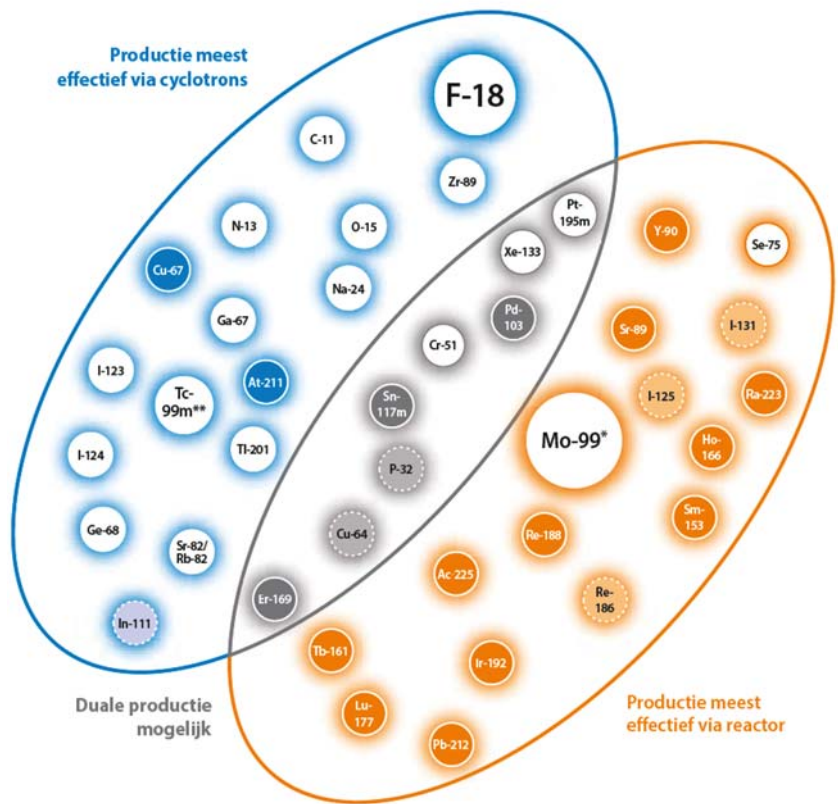 Productie meest
effectief via cyclotrons
F-18
C-11
Zr-89
N-13
O-15
Cu-67
Na-24
Ga-67
I-123
At-211
Tc-
99m**
I-124
Tl-201
Ge-68
Sr-82/
Rb-82
In-111
Pt-
195m
Xe-133
Pd-
103
Cr-51
Sn-
117m
P-32
Cu-64
Er-169
Duale productie
mogelijk
Y-90
Se-75
Sr-89
I-131
I-125
Ra-223
Mo-99*
Ho-
166
Sm-
153
Re-188
Ac-225
Re-
186
Tb-161
Ir-192
Lu-
177
Pb-212
Productie meest
effectief via reactor